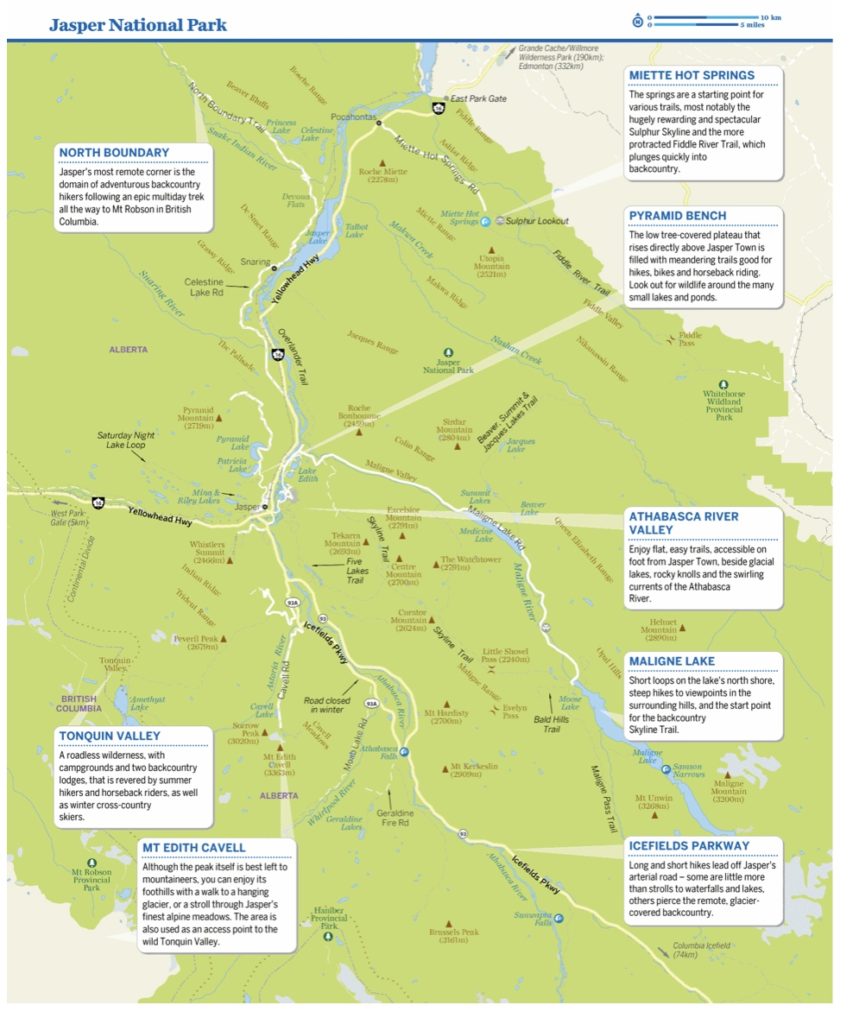 Jasper National Park
0 10 km
0 5 miles
N
Grande Cache/Willmore
Wilderness Park (190km);
Edmonton (332km)
MIETTE HOT SPRINGS
The springs are a starting point for
various trails, most notably the
hugely rewarding and spectacular
Sulphur Skyline and the more
protracted Fiddle River Trail, which
plunges quickly into
backcountry.
East Park Gate
16
Pocahontas
Bosche Range
Beaver Bluffs
North Boundary Trail
Princess
Lake
Celestine
Lake
Snake Indian River
Fiddle Range
Ashlar Ridge
Miette Hot Springs Rd
Roche Miette
(2278m)
NORTH BOUNDARY
Jasper's most remote corner is the
domain of adventurous backcountry
hikers following an epic multiday trek
all the way to Mt Robson in British
Columbia.
Devona
Flats
De Smet Range
Jasper
Lake
Talbot
Lake
Miette Range
Miette Hot
Springs
Sulphur Lookout
Makwa Creek
Utopia
Mountain
(2521m)
PYRAMID BENCH
The low tree-covered plateau that
rises directly above Jasper Town is
filled with meandering trails good for
hikes, bikes and horseback riding.
Look out for wildlife around the many
small lakes and ponds.
Grassy Ridge
Snaring
Celestine
Lake Rd
Yellowhead Hwy
Snaring River
Makwa Ridge
Fiddle River Trail
Fiddle Valley
Fiddle
Pass
Nikanassin Range
Nashan Creek
Overlander Trail
16
Jacques Range
Jasper
National Park
ALBERTA
The Palisade
Whitehorse
Wildland
Provincial
Park
Pyramid
Mountain
(2719m)
Roche
Bonhomme
(2459m)
Sirdar
Mountain
(2804m)
Beaver, Summit &
Jacques Lakes Trail
Colin Range
Jaques
Lake
Saturday Night
Lake Loop
Pyramid
Lake
Patricia
Lake
Lake
Edith
Maligne Valley
Mina &
Riley Lakes
Jasper
16
West Park
Gate (5km)
Yellowhead Hwy
Summit
Lakes
Beaver
Lake
Maligne Lake Rd
Medicine
Lake
Queen Elizabeth Range
ATHABASCA RIVER
VALLEY
Enjoy flat, easy trails, accessible on
foot from Jasper Town, beside glacial
lakes, rocky knolls and the swirling
currents of the Athabasca
River.
Excelsior
Mountain
(2791m)
Tekarra
Mountain
(2693m)
Skyline Trail
Centre
Mountain
(2700m)
The Watchtower
(2791m)
Whistlers
Summit
(2466m)
Five
Lakes
Trail
Continental Divide
Indian Ridge
Trident Range
Maligne River
93A
93
Icefields Pkwy
Curator
Mountain
(2624m)
Skyline Trail
Helmet
Mountain
(2890m)
Peveril Peak
(2679m)
Little Shovel
Pass (2240m)
Opal Hills
Maligne Range
Evelyn
Pass
Tonquin
Valley
Astoria River
Cavell Rd
MALIGNE LAKE
Short loops on the lake's north shore,
steep hikes to viewpoints in the
surrounding hills, and the start point
for the backcountry
Skyline Trail.
BRITISH
COLUMBIA
Amethyst
Lake
Road closed
in winter
93A
Athabasca River
Cavell
Lake
Cavell
Meadows
Mt Hardisty
(2700m)
Bald Hills
Trail
Moose
Lake
TONQUIN VALLEY
A roadless wilderness, with
campgrounds and two backcountry
lodges, that is revered by summer
hikers and horseback riders, as well
as winter cross-country
skiers.
Sorrow
Peak
(3020m)
Mt Edith
Cavell
(3363m)
Moab Lake Rd
Athabasca
Falls
Mt Kerkeslin
(2909m)
Maligne
Lake
Samson
Narrows
Maligne
Mountain
(3200m)
Mt Unwin
(3268m)
Maligne Pass Trail
ALBERTA
Whirlpool River
Geraldine
Lakes
Geraldine
Fire Rd
93
MT EDITH CAVELL
Although the peak itself is best left to
mountaineers, you can enjoy its
foothills with a walk to a hanging
glacier, or a stroll through Jasper's
finest alpine meadows. The area is
also used as an access point to the
wild Tonquin Valley.
Mt Robson
Provincial
Park
Hamber
Provincial
Park
Brussels Peak
(3161m)
Athabasca River
Icefields Pkwy
Sunwapta
Falls
ICEFIELDS PARKWAY
Long and short hikes lead off Jasper's
arterial road – some are little more
than strolls to waterfalls and lakes,
others pierce the remote, glacier-
covered backcountry.
Columbia Icefield
(74km)